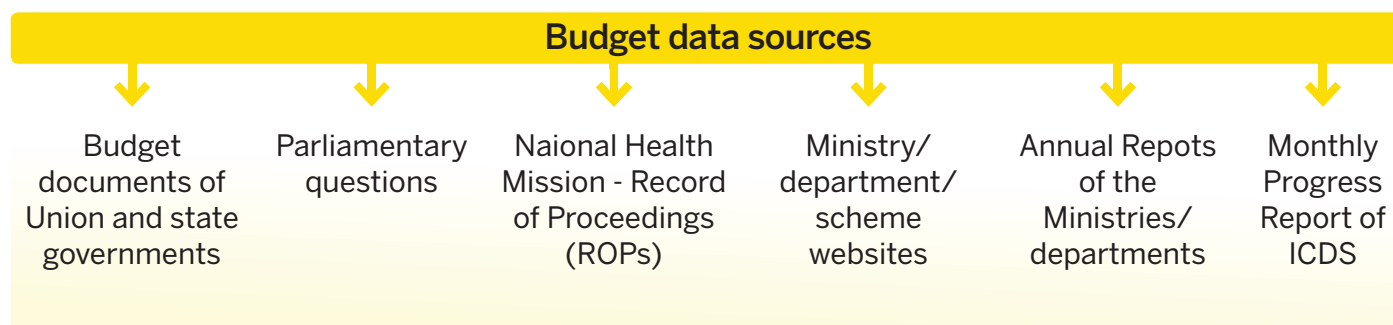 Budget data sources
Budget
documents of
Union and state
governments
Parliamentary
questions
Naional Health
Mission - Record
of Proceedings
(ROPs)
Ministry/
department/
scheme
websites
Annual Repots
of the
Ministries/
departments
Monthly
Progress
Report of
ICDS